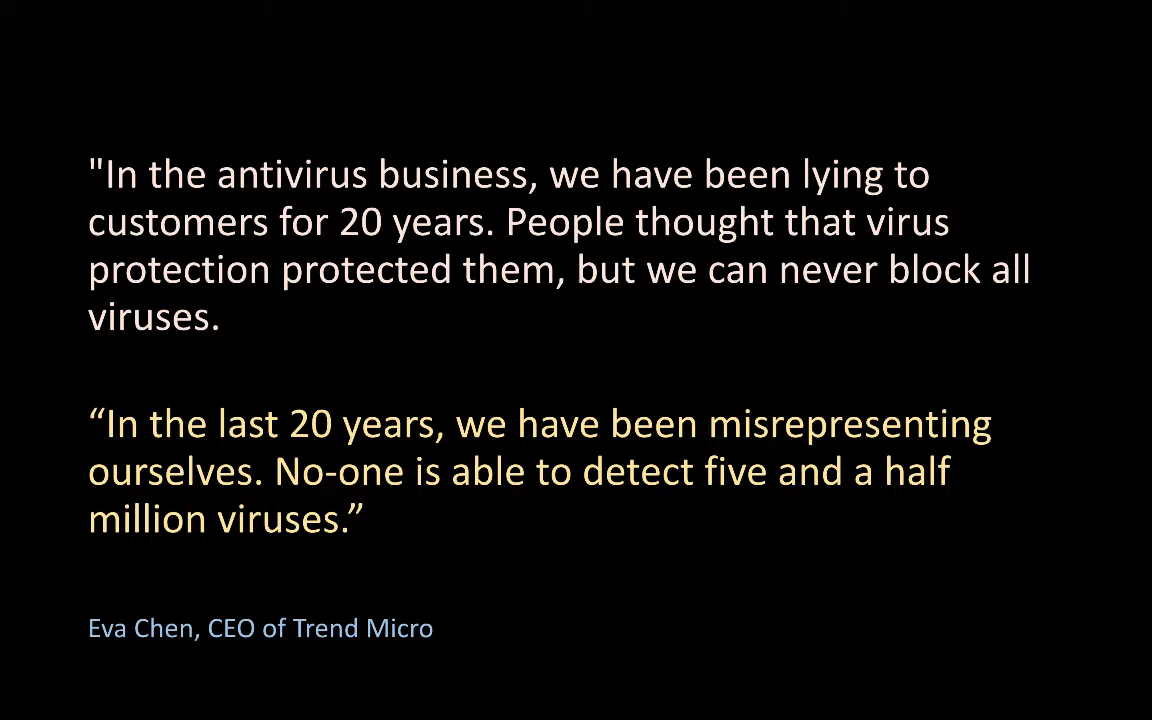 "In the antivirus business, we have been lying to
customers for 20 years. People thought that virus
protection protected them, but we can never block all
viruses.
“In the last 20 years, we have been misrepresenting
ourselves. No-one is able to detect five and a half
million viruses.”
Eva Chen, CEO of Trend Micro